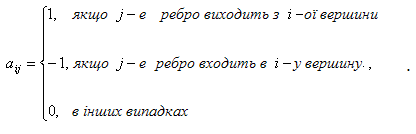 1, якщо j – е ребро виходить з i –ої вершини
a_ij = -1, якщо j – е ребро входить в i – у вершину. , .
0, в інших випадках